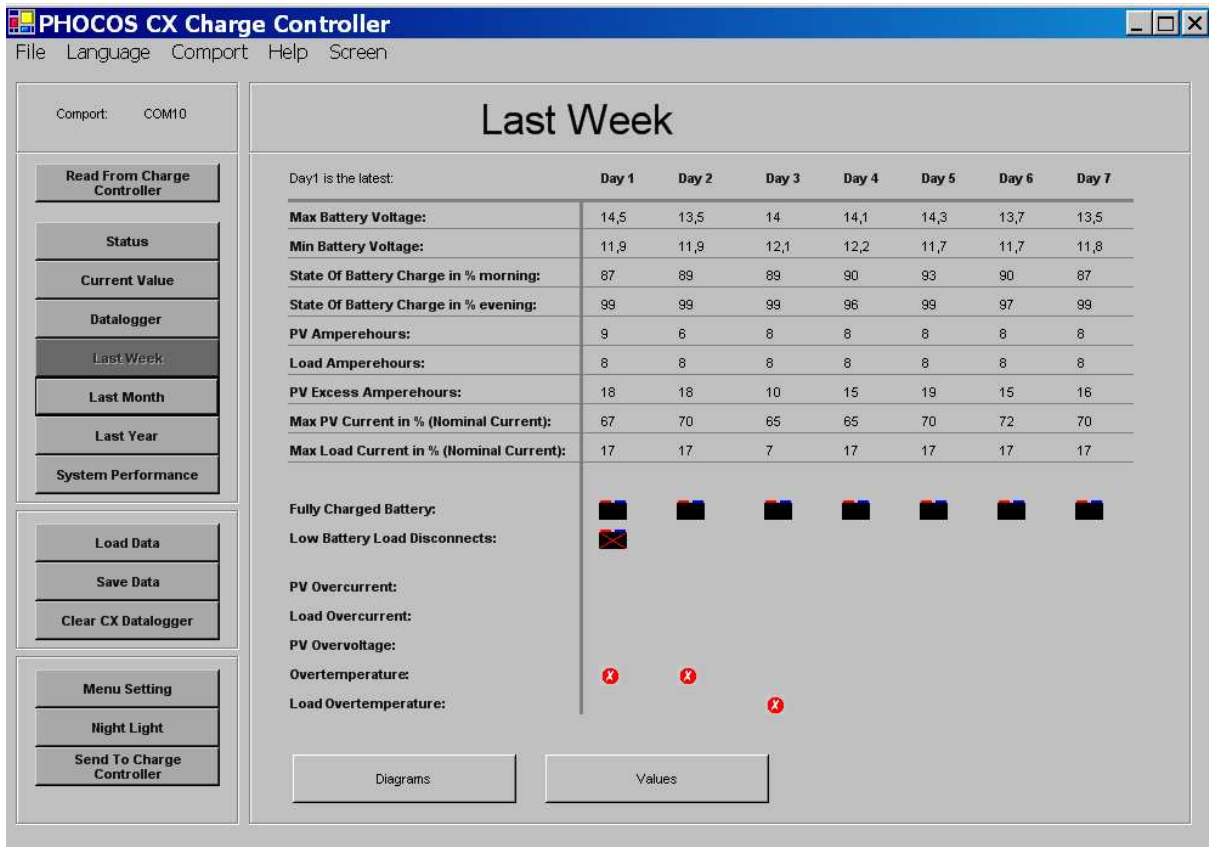 PHOCOS CX Charge Controller
File Language Comport Help Screen
Comport: COM10
Last Week
Read From Charge
Controller
Status
Current Value
Datalogger
Last Week
Last Month
Last Year
System Performance
Load Data
Save Data
Clear CX Datalogger
Menu Setting
Night Light
Send To Charge
Controller
Day1 is the latest: Day 1 Day 2 Day 3 Day 4 Day 5 Day 6 Day 7
Max Battery Voltage: 14,5 13,5 14 14,1 14,3 13,7 13,5
Min Battery Voltage: 11,9 11,9 12,1 12,2 11,7 11,7 11,8
State Of Battery Charge in % morning: 87 89 89 90 93 90 87
State Of Battery Charge in % evening: 99 99 99 96 99 97 99
PV Amperehours: 9 6 8 8 8 8 8
Load Amperehours: 8 8 8 8 8 8 8
PV Excess Amperehours: 18 18 10 15 19 15 16
Max PV Current in % (Nominal Current): 67 70 65 65 70 72 70
Max Load Current in % (Nominal Current): 17 17 7 17 17 17 17
Fully Charged Battery:
Low Battery Load Disconnects:
PV Overcurrent:
Load Overcurrent:
PV Overvoltage:
Overtemperature:
Load Overtemperature:
Diagrams Values